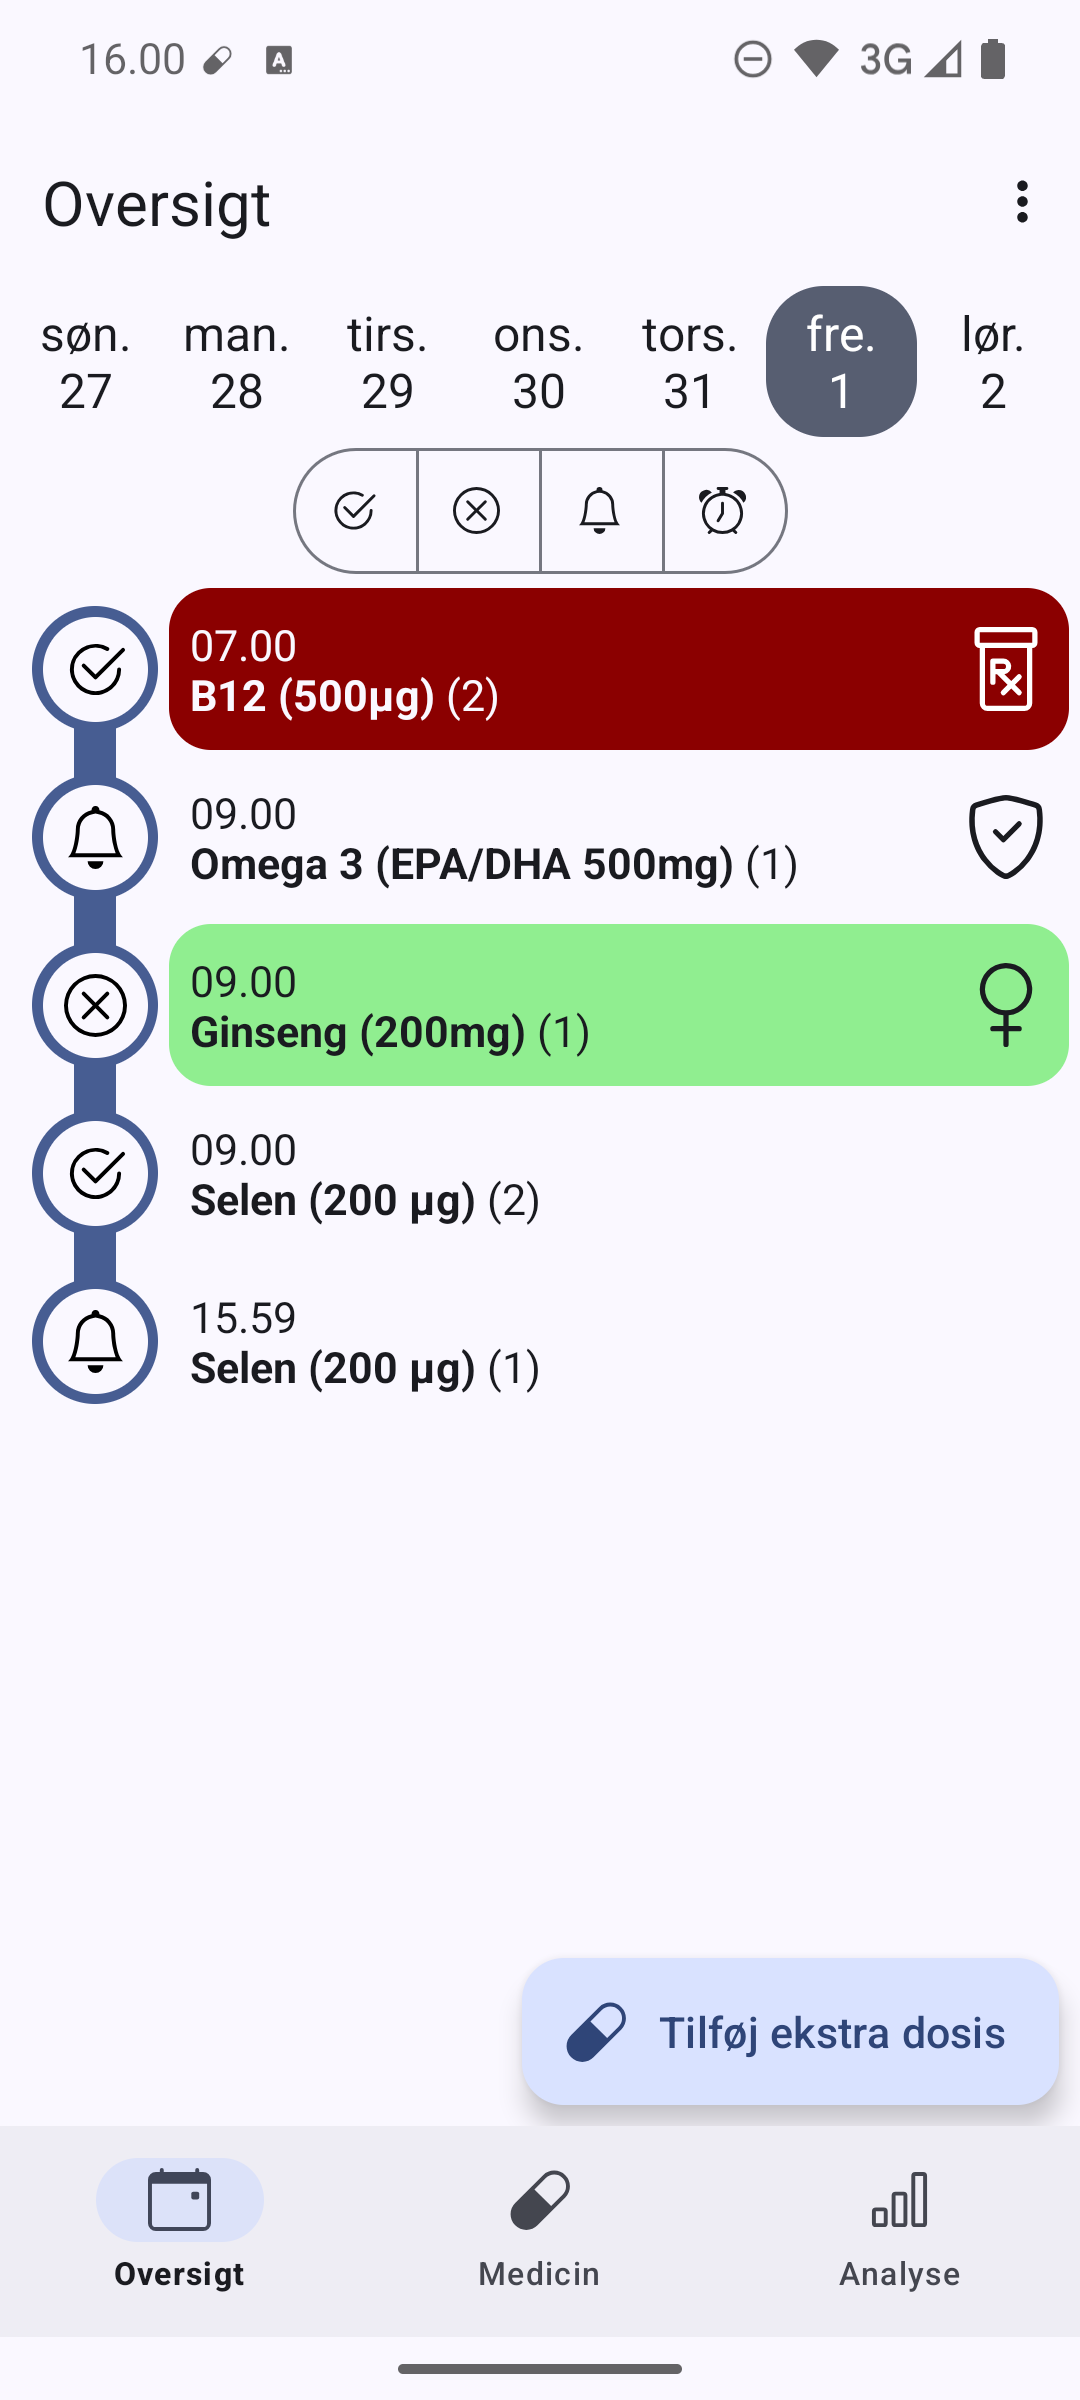 16.00
3G
Oversigt
søn. man. tirs. ons. tors. fre. lør.
27 28 29 30 31 1 2
07.00
B12 (500µg) (2)
09.00
Omega 3 (EPA/DHA 500mg) (1)
09.00
Ginseng (200mg) (1)
09.00
Selen (200 µg) (2)
15.59
Selen (200 µg) (1)
Tilføj ekstra dosis
Oversigt Medicin Analyse